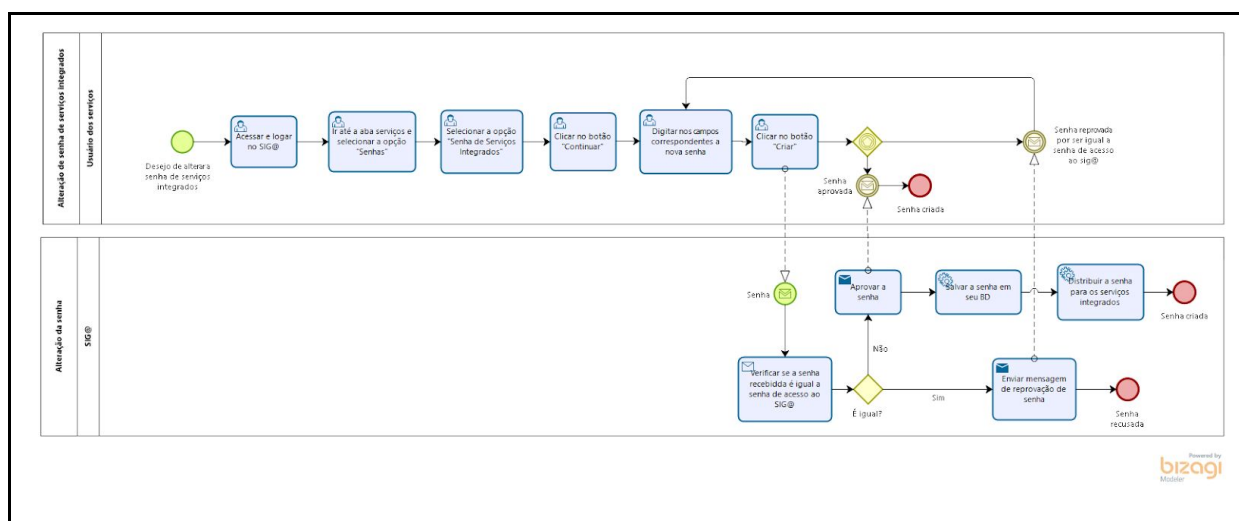 Alteração de senha de serviços integrados
Usuário dos serviços
Desejo de alterara
senha de serviços
integrados
Acessar e logar
no SIG@
Ir até a aba serviços e
selecionar a opção
"Senhas"
Selecionar a opção
"Senha de Serviços
Integrados"
Clicar no botão
"Continuar"
Digitar nos campos
correspondentes a
nova senha
Clicar no botão
"Criar"
Senha
aprovada
Senha criada
Senha reprovada
por ser igual a
senha de acesso
ao sig@
Alteração da senha
SIG@
Senha
Verificar se a senha
recebidda é igual a
senha de acesso ao
SIG@
É igual?
Não
Sim
Aprovar a
senha
Salvar a senha em
seu BD
Distribuir a senha
para os serviços
integrados
Senha criada
Enviar mensagem
de reprovação de
senha
Senha
recusada
Powered by
bizagi
Modeler